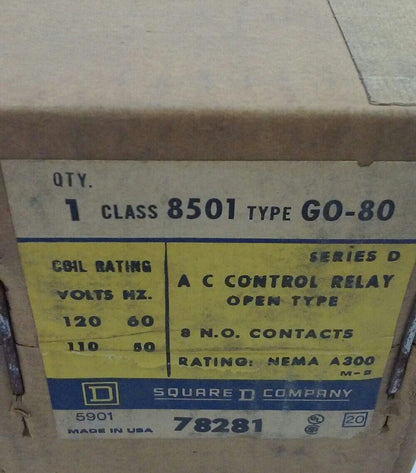 QTY.
1 CLASS 8501 TYPE GO-80
SERIES D
COIL RATING
A C CONTROL RELAY
VOLTS HZ.
OPEN TYPE
120 60
8 N.O. CONTACTS
110 50
RATING: NEMA A300
D SQUARE D COMPANY
5901
78281
UL
20
MADE IN USA